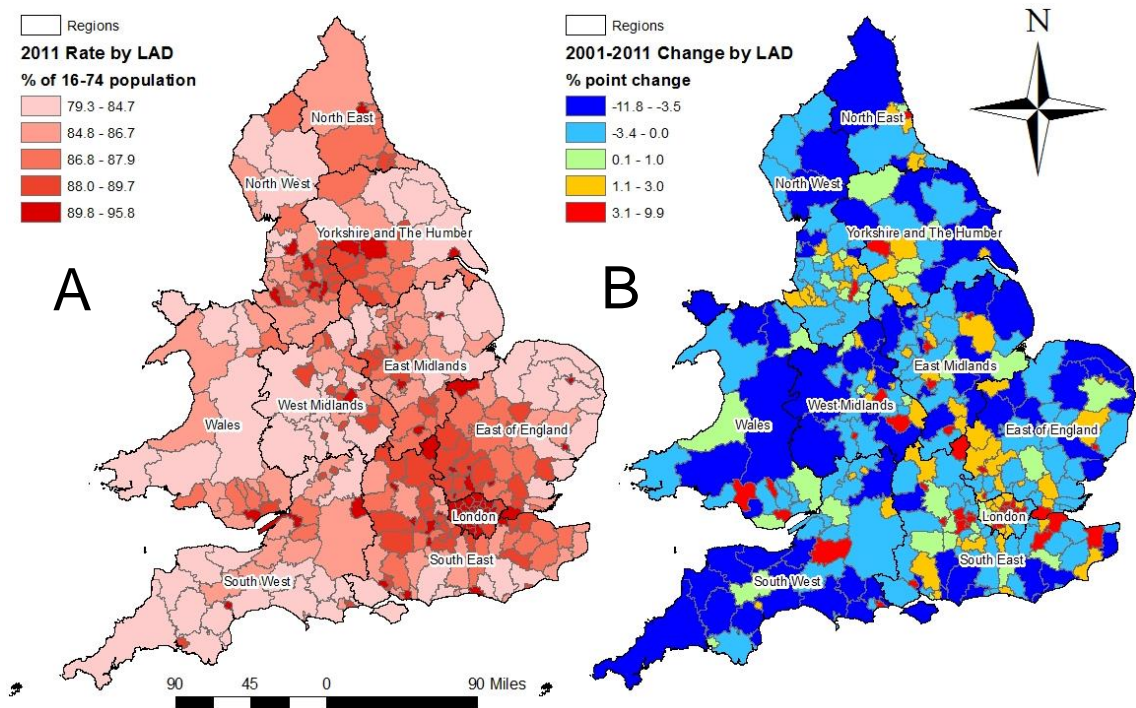 Regions
2011 Rate by LAD
% of 16-74 population
79.3 - 84.7
84.8 - 86.7
86.8 - 87.9
88.0 - 89.7
89.8 - 95.8
A
North East
North West
Yorkshire and The Humber
East Midlands
West Midlands
Wales
East of England
London
South East
South West
90 45 0 90 Miles
Regions
2001-2011 Change by LAD
% point change
-11.8 - -3.5
-3.4 - 0.0
0.1 - 1.0
1.1 - 3.0
3.1 - 9.9
N
B
North East
North West
Yorkshire and The Humber
East Midlands
West Midlands
Wales
East of England
London
South East
South West